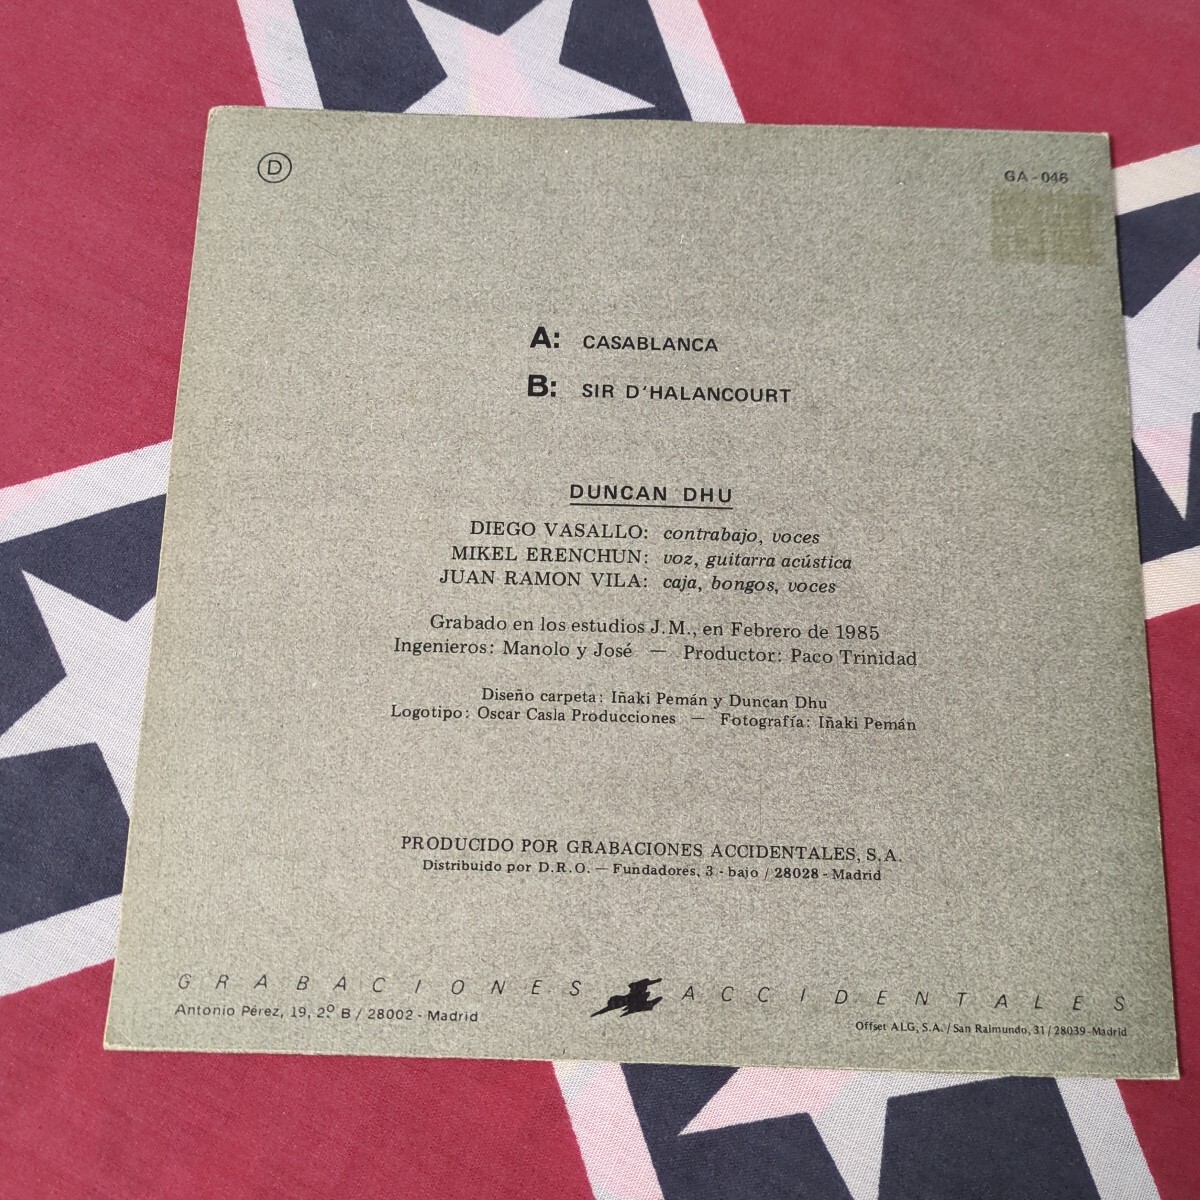 D
GA-046
A: CASABLANCA
B: SIR D'HALANCOURT
DUNCAN DHU
DIEGO VASALLO: contrabajo, voces
MIKEL ERENCHUN: voz, guitarra acústica
JUAN RAMON VILA: caja, bongos, voces
Grabado en los estudios J.M., en Febrero de 1985
Ingenieros: Manolo y José — Productor: Paco Trinidad
Diseño carpeta: Iñaki Pemán y Duncan Dhu
Logotipo: Oscar Casla Producciones — Fotografía: Iñaki Pemán
PRODUCIDO POR GRABACIONES ACCIDENTALES, S.A.
Distribuido por D.R.O. — Fundadores, 3 - bajo / 28028 - Madrid
GRABACIONES ACCIDENTALES
Antonio Pérez, 19, 2º B / 28002 - Madrid
Offset ALG, S.A. / San Raimundo, 31 / 28039-Madrid